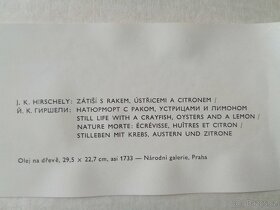 J. K. HIRSCHELY: ZÁTIŠÍ S RAKEM, ÚSTŘICEMI A CITRONEM /
Й. К. ГИРШЕЛИ: НАТЮРМОРТ С РАКОМ, УСТРИЦАМИ И ЛИМОНОМ
STILL LIFE WITH A CRAYFISH, OYSTERS AND A LEMON /
NATURE MORTE: ÉCREVISSE, HUÎTRES ET CITRON /
STILLEBEN MIT KREBS, AUSTERN UND ZITRONE
Olej na dřevě, 29,5 × 22,7 cm, asi 1733 — Národní galerie, Praha